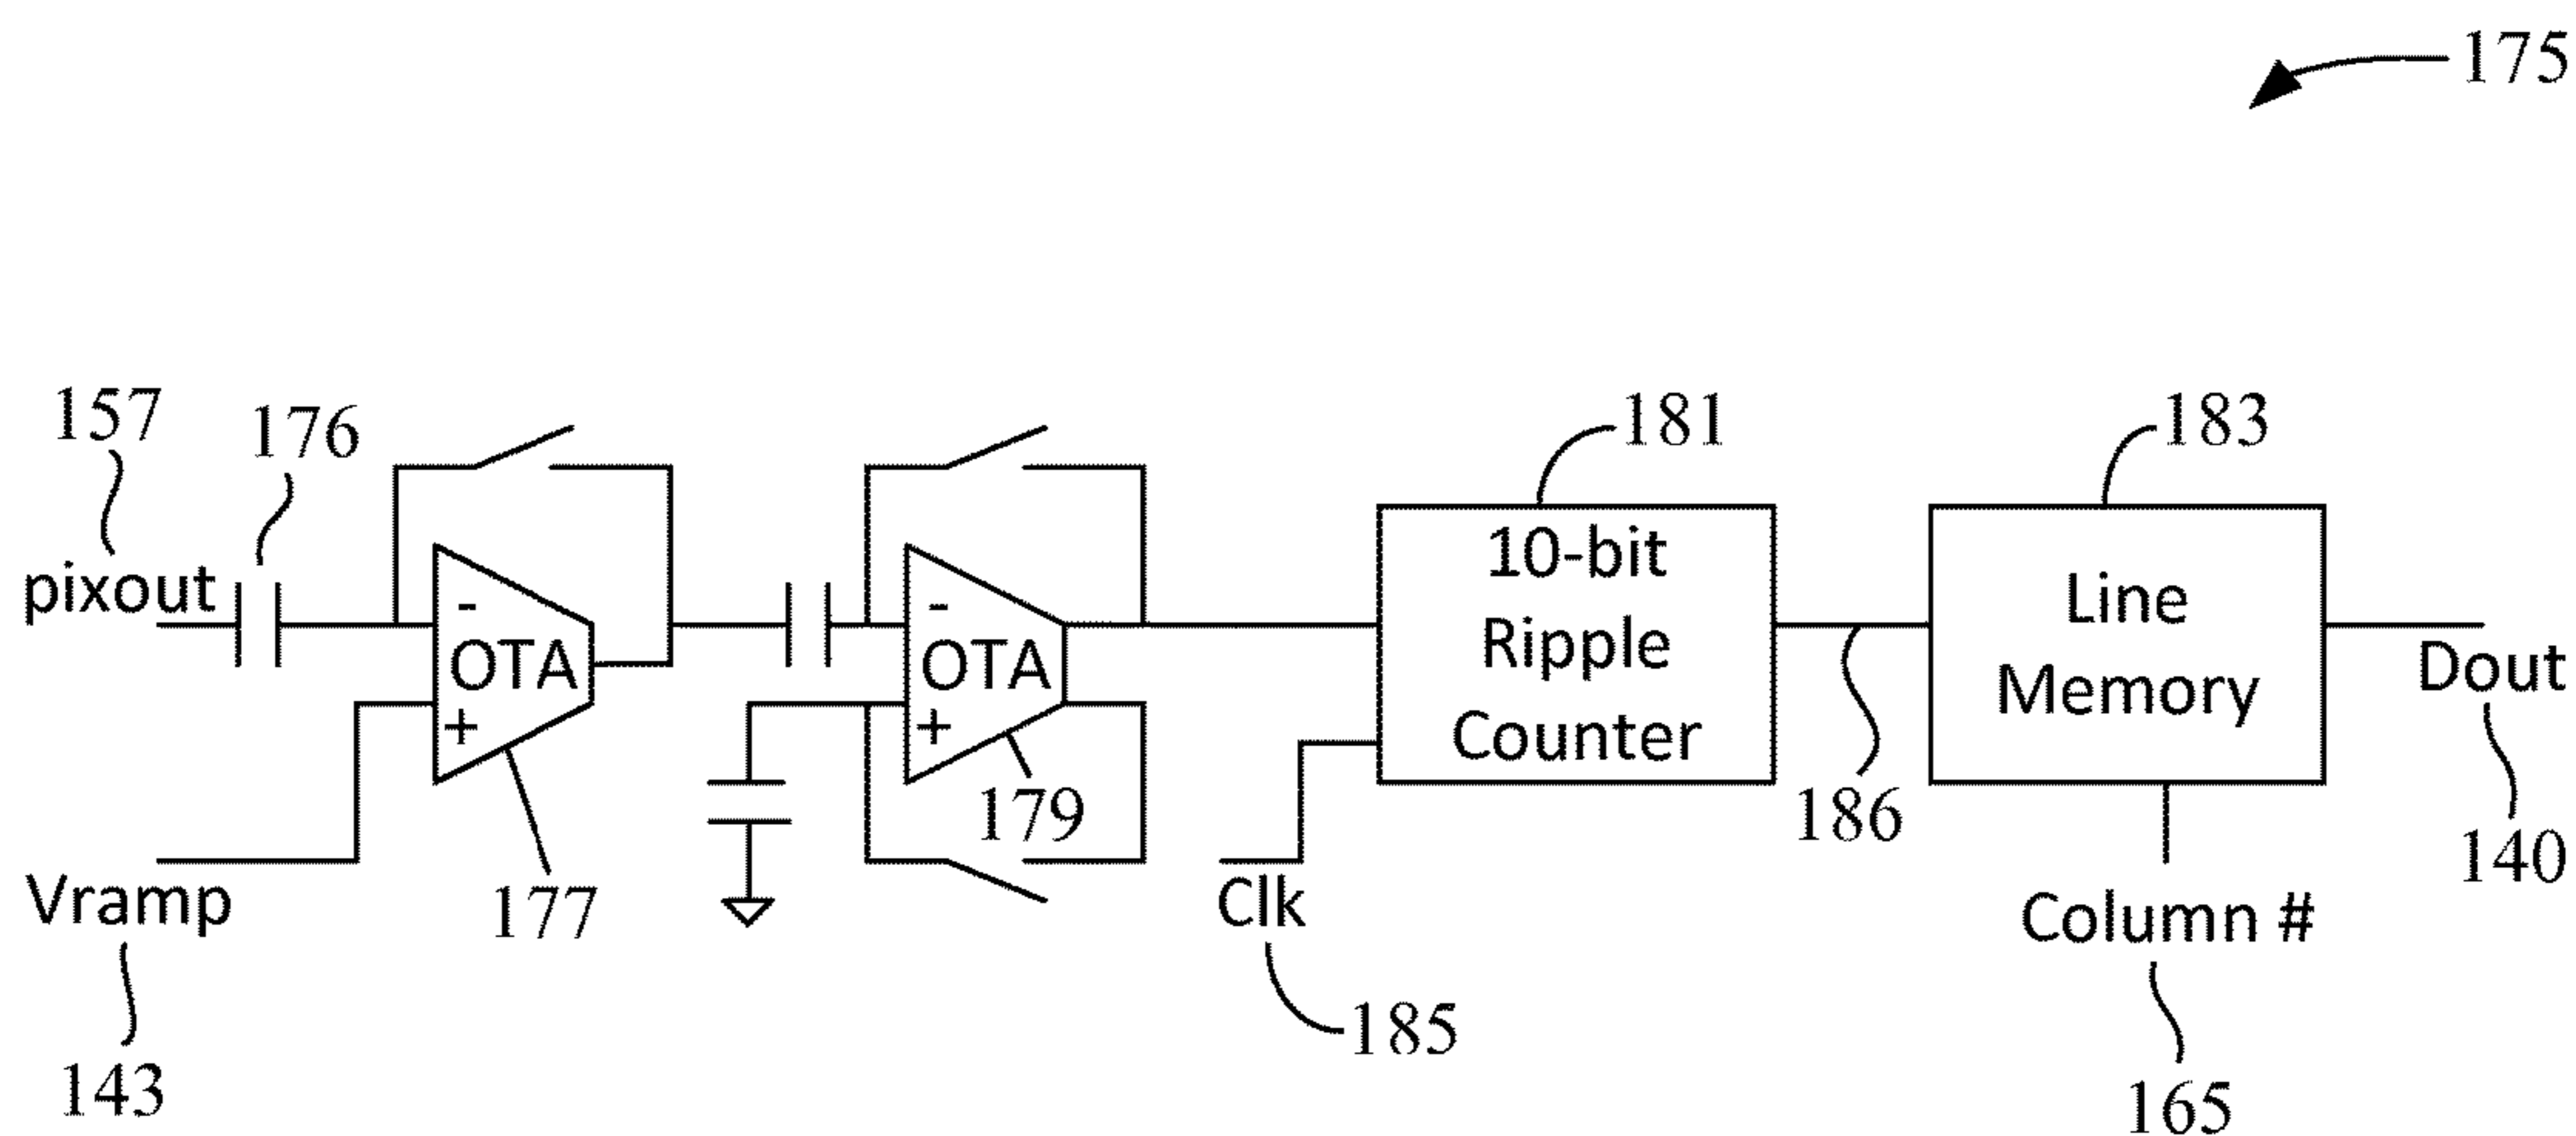 175
157
176
181
183
pixout
-
OTA
+
-
OTA
+
10-bit
Ripple
Counter
Line
Memory
Dout
179
186
140
Vramp
177
Clk
Column #
143
185
165